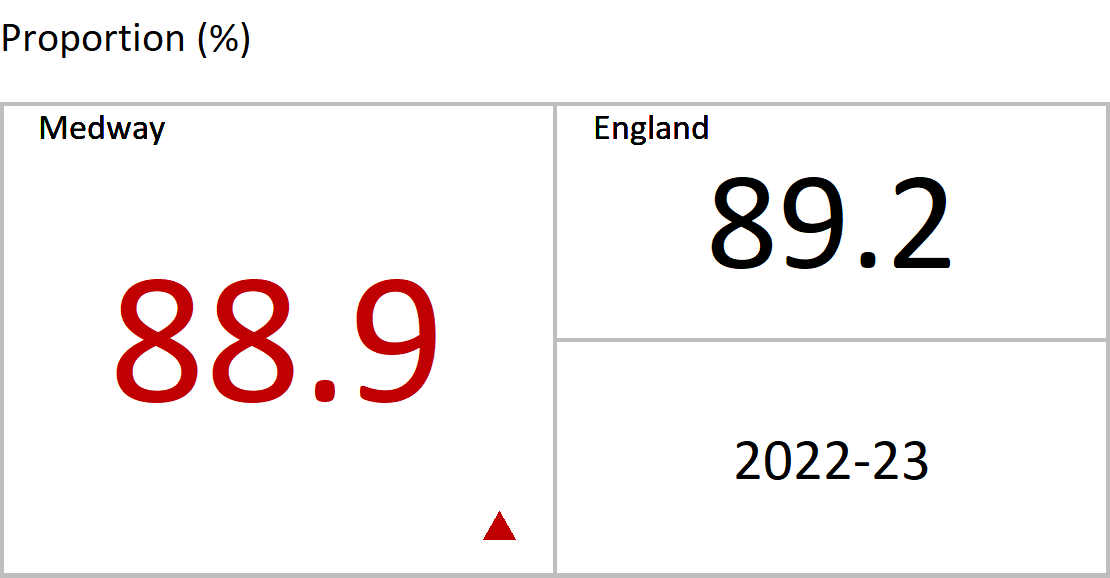 Proportion (%)
Medway
88.9
England
89.2
2022-23